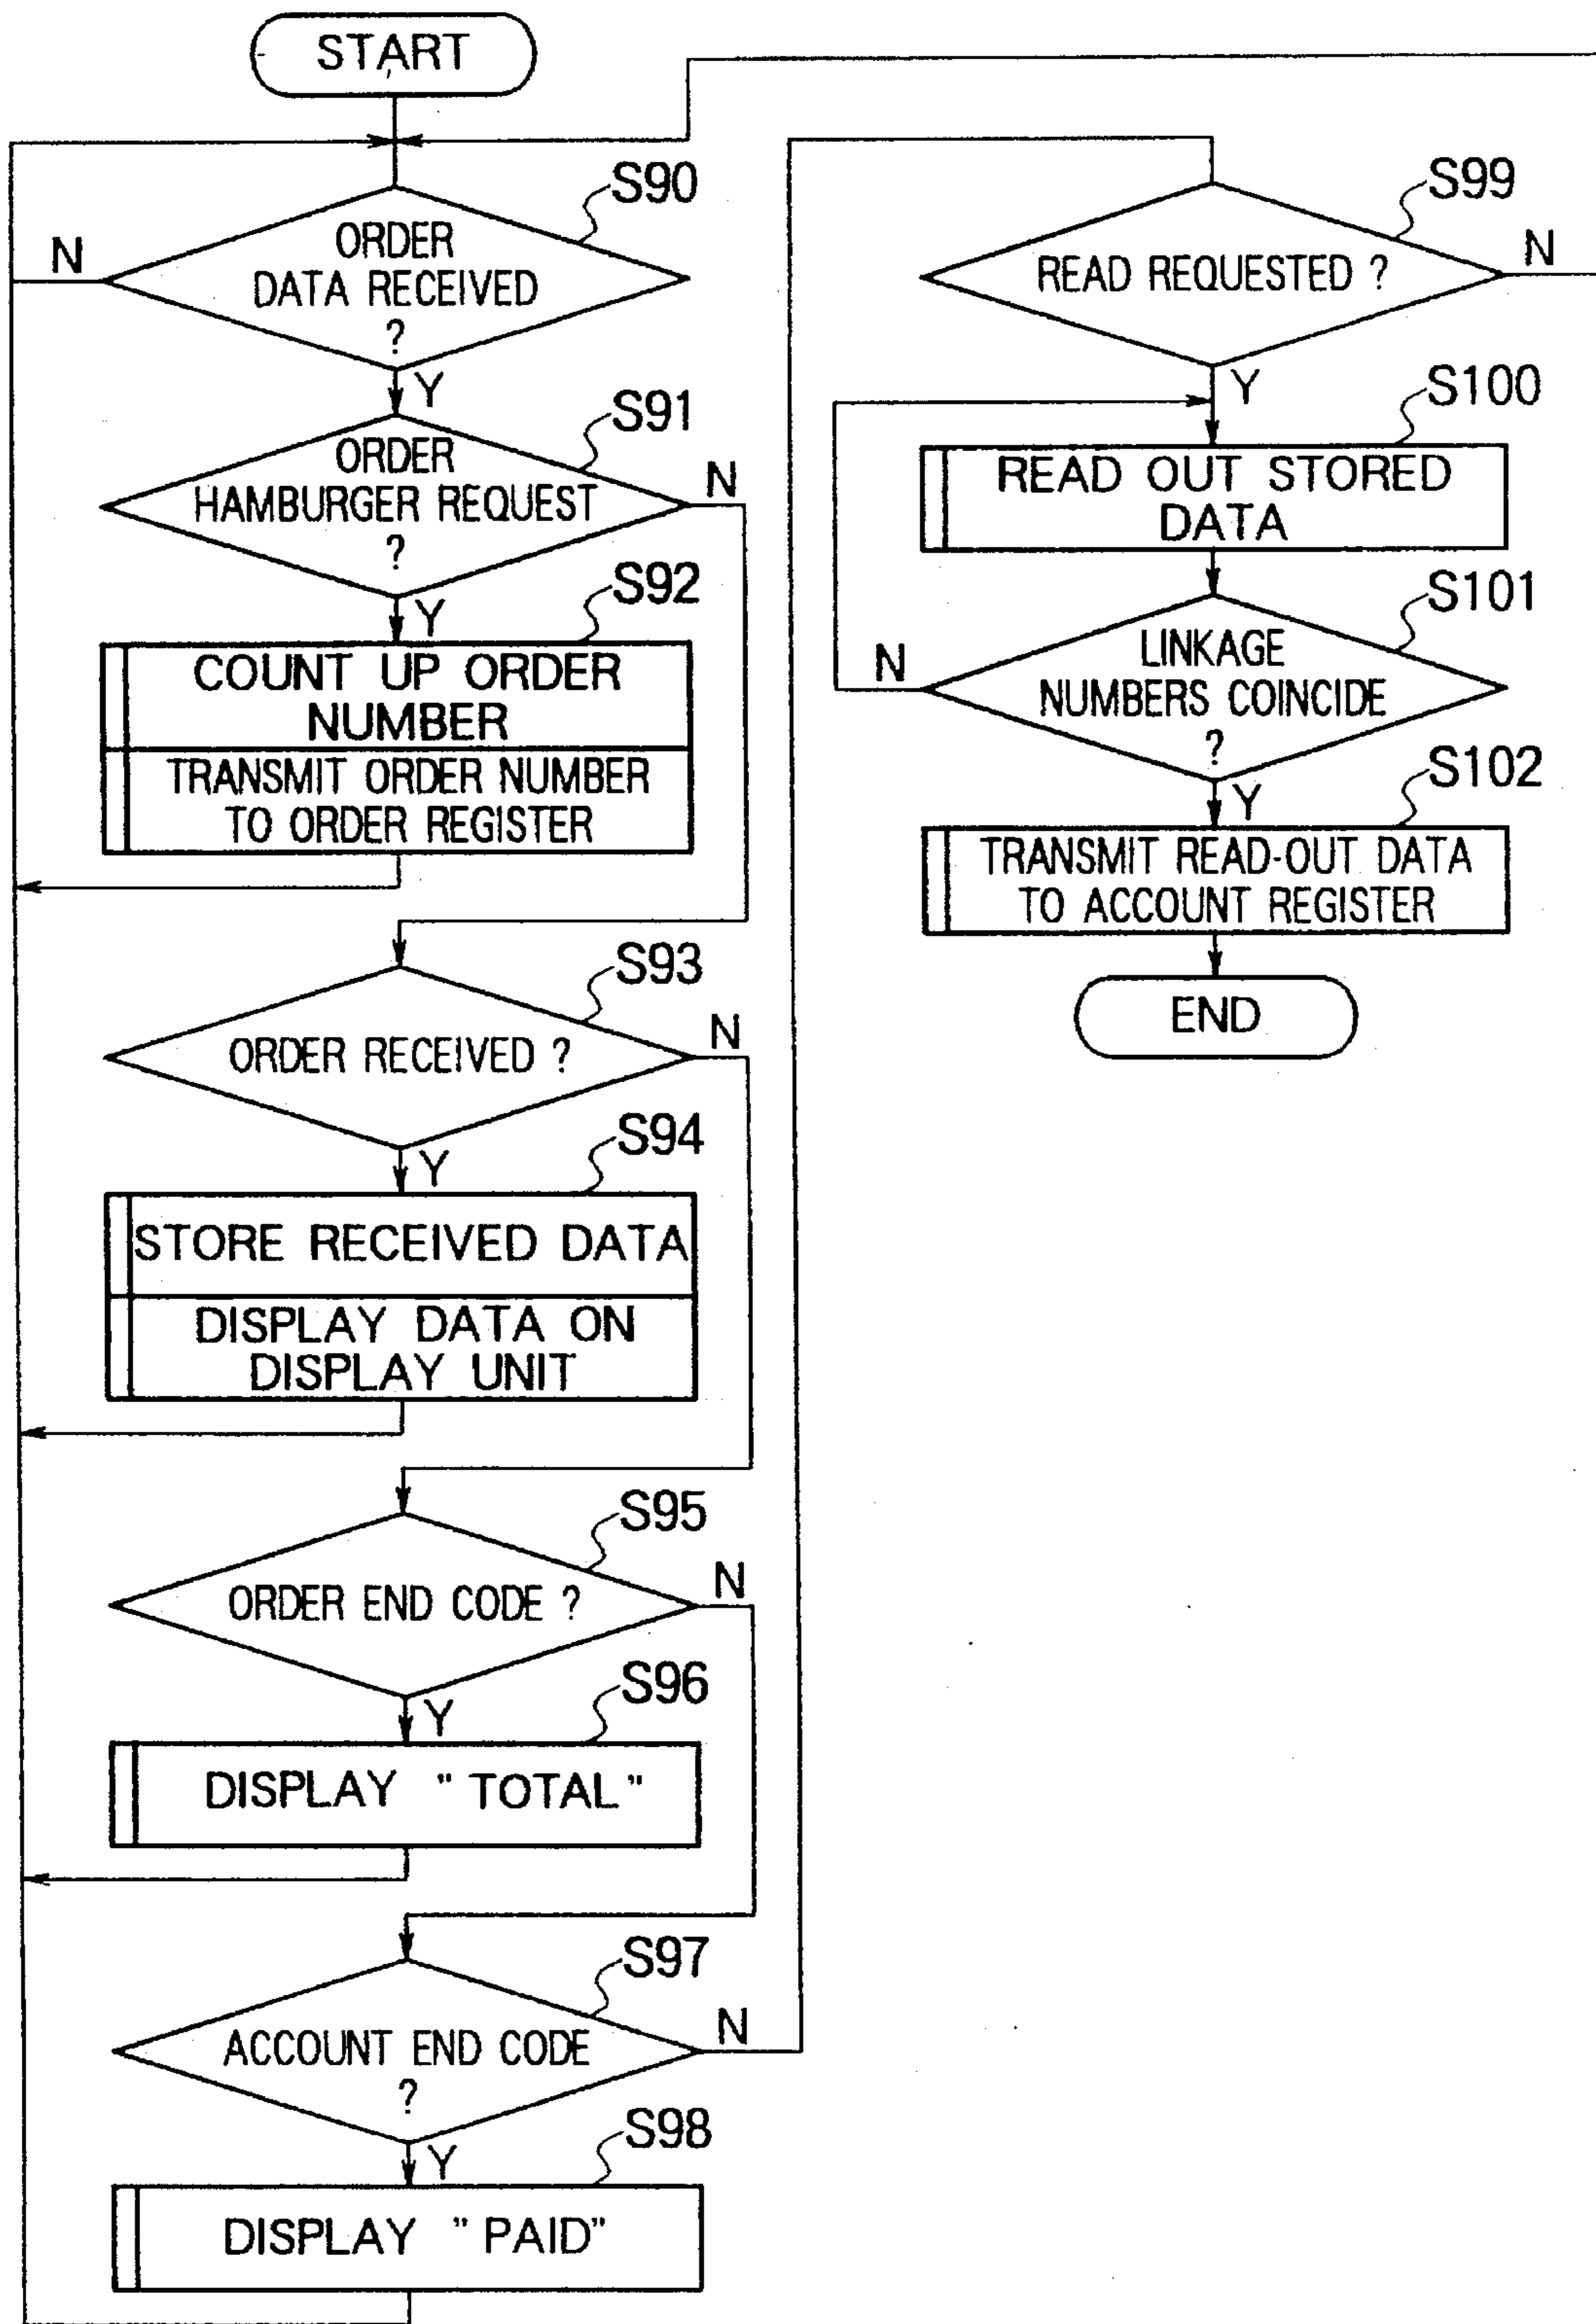 START
S90
ORDER
DATA RECEIVED
?
N
Y
S91
ORDER
HAMBURGER REQUEST
?
N
Y
S92
COUNT UP ORDER
NUMBER
TRANSMIT ORDER NUMBER
TO ORDER REGISTER
S93
ORDER RECEIVED ?
N
Y
S94
STORE RECEIVED DATA
DISPLAY DATA ON
DISPLAY UNIT
S95
ORDER END CODE ?
N
Y
S96
DISPLAY "TOTAL"
S97
ACCOUNT END CODE
?
N
Y
S98
DISPLAY "PAID"
S99
READ REQUESTED ?
N
Y
S100
READ OUT STORED
DATA
S101
LINKAGE
NUMBERS COINCIDE
?
N
Y
S102
TRANSMIT READ-OUT DATA
TO ACCOUNT REGISTER
END